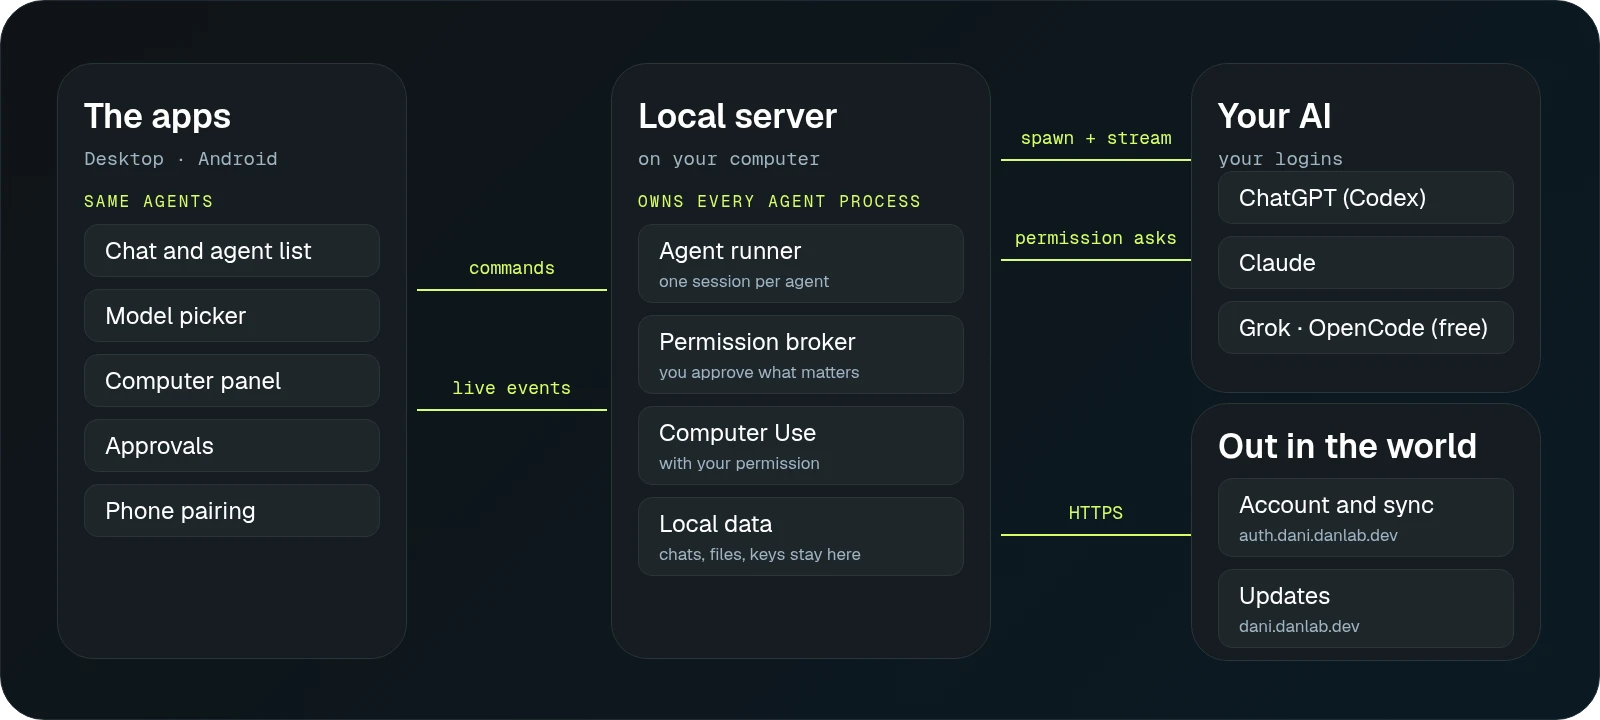 The apps
Desktop · Android
SAME AGENTS
Chat and agent list
Model picker
Computer panel
Approvals
Phone pairing
commands
live events
Local server
on your computer
OWNS EVERY AGENT PROCESS
Agent runner
one session per agent
Permission broker
you approve what matters
Computer Use
with your permission
Local data
chats, files, keys stay here
spawn + stream
permission asks
HTTPS
Your AI
your logins
ChatGPT (Codex)
Claude
Grok · OpenCode (free)
Out in the world
Account and sync
auth.dani.danlab.dev
Updates
dani.danlab.dev